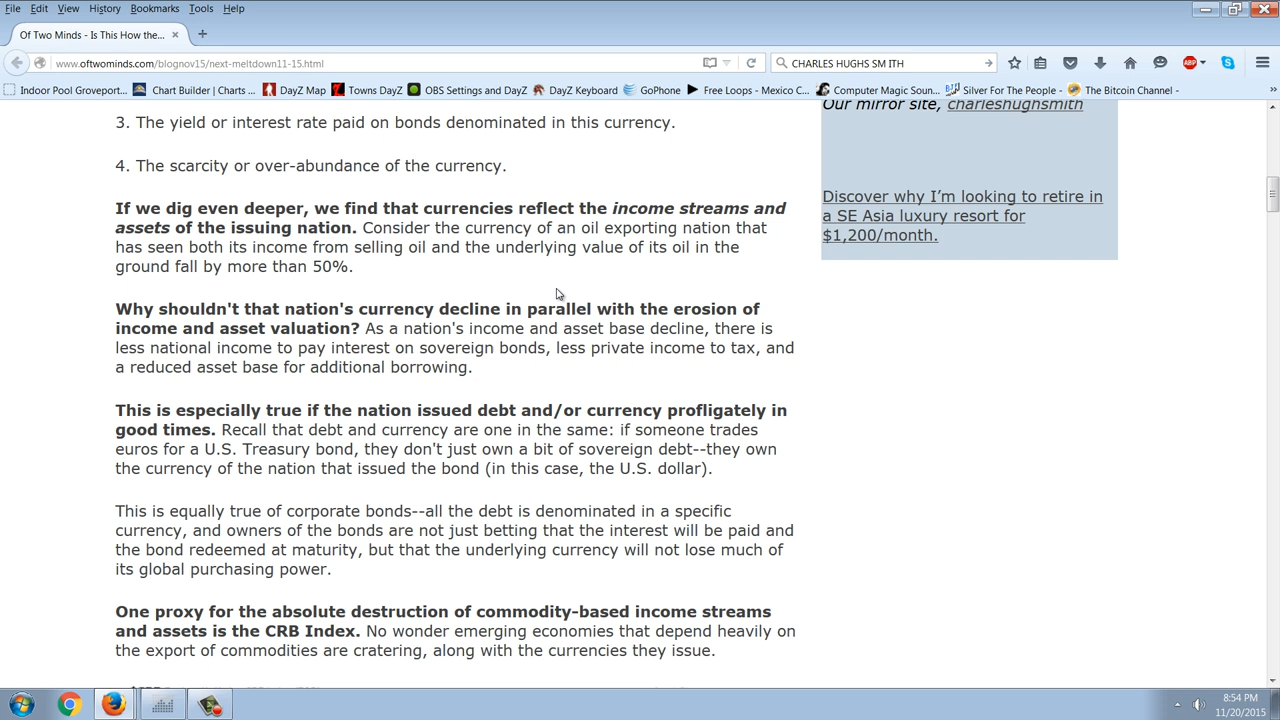 File Edit View History Bookmarks Tools Help
Of Two Minds - Is This How the...
www.oftwominds.com/blognov15/next-meltdown11-15.html
CHARLES HUGHS SM ITH
Indoor Pool Groveport... Chart Builder | Charts ... DayZ Map Towns DayZ OBS Settings and DayZ DayZ Keyboard GoPhone Free Loops - Mexico C... Computer Magic Soun... Silver For The People - The Bitcoin Channel -
Our mirror site, charleshughsmith
3. The yield or interest rate paid on bonds denominated in this currency.
4. The scarcity or over-abundance of the currency.
Discover why I'm looking to retire in
a SE Asia luxury resort for
$1,200/month.
If we dig even deeper, we find that currencies reflect the income streams and
assets of the issuing nation. Consider the currency of an oil exporting nation that
has seen both its income from selling oil and the underlying value of its oil in the
ground fall by more than 50%.
Why shouldn't that nation's currency decline in parallel with the erosion of
income and asset valuation? As a nation's income and asset base decline, there is
less national income to pay interest on sovereign bonds, less private income to tax, and
a reduced asset base for additional borrowing.
This is especially true if the nation issued debt and/or currency profligately in
good times. Recall that debt and currency are one in the same: if someone trades
euros for a U.S. Treasury bond, they don't just own a bit of sovereign debt--they own
the currency of the nation that issued the bond (in this case, the U.S. dollar).
This is equally true of corporate bonds--all the debt is denominated in a specific
currency, and owners of the bonds are not just betting that the interest will be paid and
the bond redeemed at maturity, but that the underlying currency will not lose much of
its global purchasing power.
One proxy for the absolute destruction of commodity-based income streams
and assets is the CRB Index. No wonder emerging economies that depend heavily on
the export of commodities are cratering, along with the currencies they issue.
8:54 PM
11/20/2015